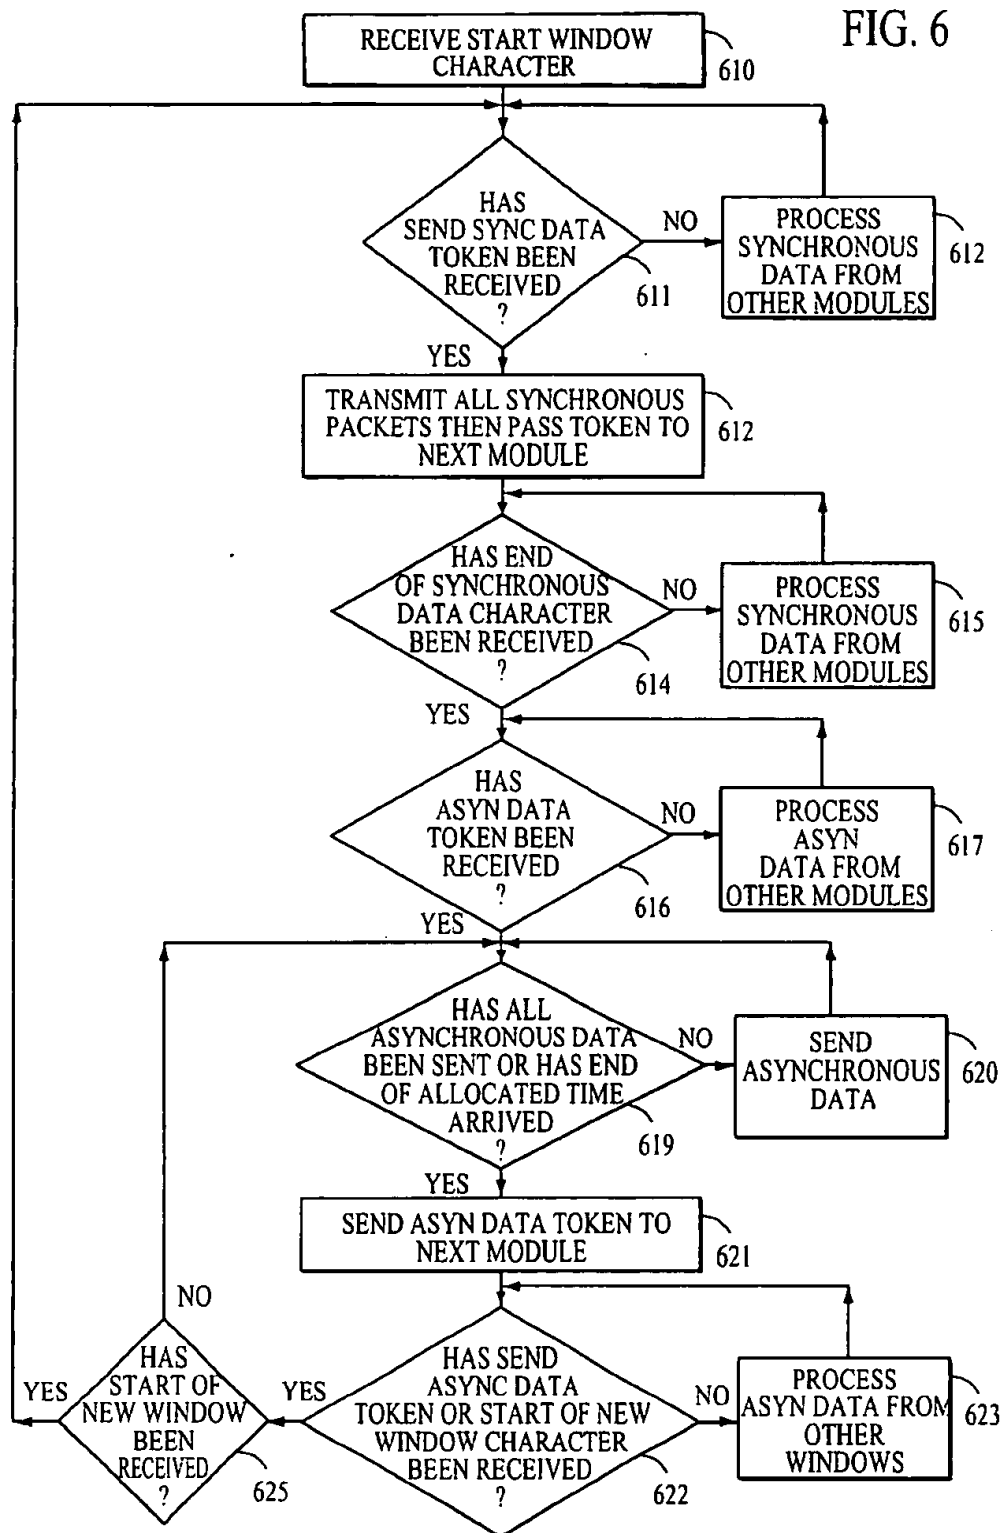 FIG. 6
RECEIVE START WINDOW
CHARACTER
610
HAS
SEND SYNC DATA
TOKEN BEEN
RECEIVED
?
611
NO
PROCESS
SYNCHRONOUS
DATA FROM
OTHER MODULES
612
YES
TRANSMIT ALL SYNCHRONOUS
PACKETS THEN PASS TOKEN TO
NEXT MODULE
612
HAS END
OF SYNCHRONOUS
DATA CHARACTER
BEEN RECEIVED
?
614
NO
PROCESS
SYNCHRONOUS
DATA FROM
OTHER MODULES
615
YES
HAS
ASYN DATA
TOKEN BEEN
RECEIVED
?
616
NO
PROCESS
ASYN
DATA FROM
OTHER MODULES
617
YES
HAS ALL
ASYNCHRONOUS DATA
BEEN SENT OR HAS END
OF ALLOCATED TIME
ARRIVED
?
619
NO
SEND
ASYNCHRONOUS
DATA
620
YES
SEND ASYN DATA TOKEN TO
NEXT MODULE
621
HAS SEND
ASYNC DATA
TOKEN OR START OF NEW
WINDOW CHARACTER
BEEN RECEIVED
?
622
NO
PROCESS
ASYN DATA FROM
OTHER
WINDOWS
623
YES
HAS
START OF
NEW WINDOW
BEEN
RECEIVED
?
625
NO
YES